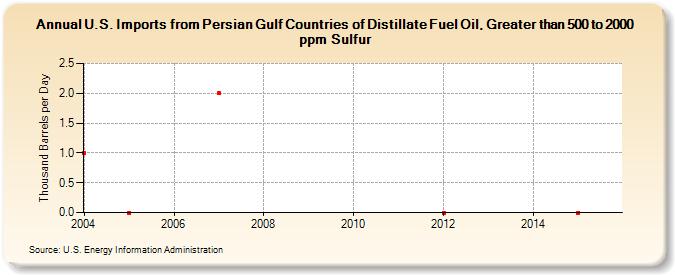 Annual U.S. Imports from Persian Gulf Countries of Distillate Fuel Oil, Greater than 500 to 2000
ppm Sulfur
Thousand Barrels per Day
2.5
2.0
1.5
1.0
0.5
0.0
2004 2006 2008 2010 2012 2014
Source: U.S. Energy Information Administration